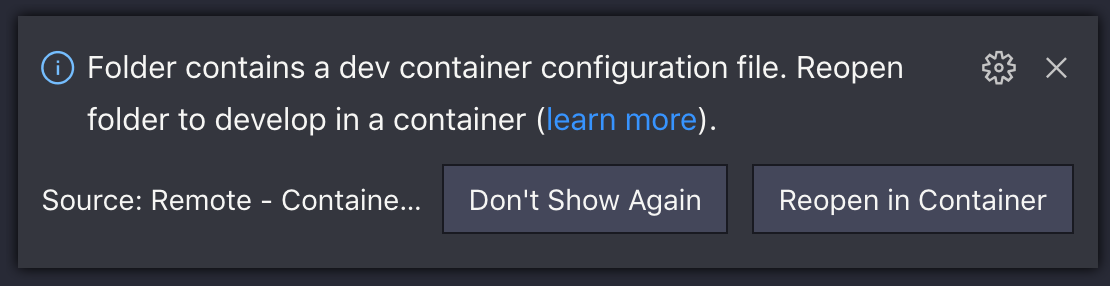 Folder contains a dev container configuration file. Reopen
folder to develop in a container (learn more).
Source: Remote - Containe... Don't Show Again Reopen in Container